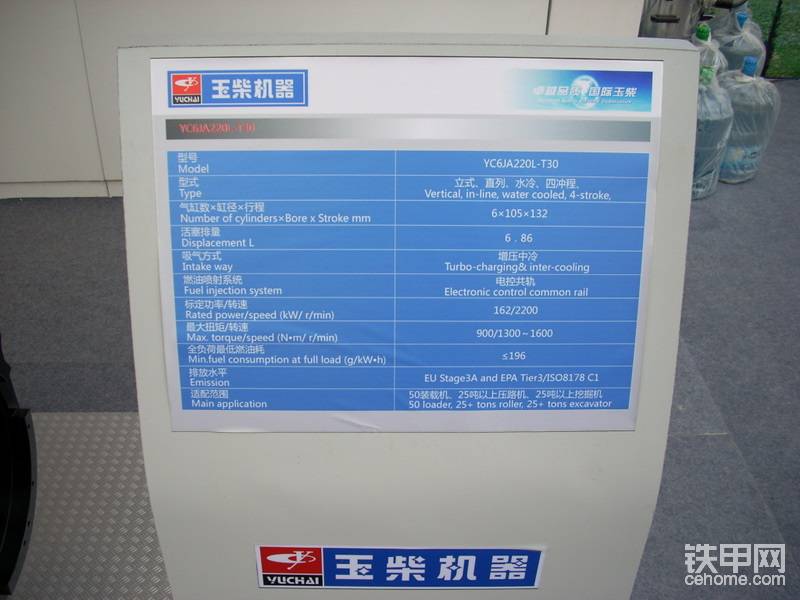 YUCHAI 玉柴机器
卓越品质 国际玉柴
YC6JA220L-T30
型号
Model
YC6JA220L-T30
型式
Type
立式、直列、水冷、四冲程、
Vertical, in-line, water cooled, 4-stroke,
气缸数×缸径×行程
Number of cylinders×Bore x Stroke mm
6×105×132
活塞排量
Displacement L
6．86
吸气方式
Intake way
增压中冷
Turbo-charging& inter-cooling
燃油喷射系统
Fuel injection system
电控共轨
Electronic control common rail
标定功率/转速
Rated power/speed (kW/ r/min)
162/2200
最大扭矩/转速
Max. torque/speed (N•m/ r/min)
900/1300～1600
全负荷最低燃油耗
Min.fuel consumption at full load (g/kW•h)
≤196
排放水平
Emission
EU Stage3A and EPA Tier3/ISO8178 C1
适配范围
Main application
50装载机、25吨以上压路机、25吨以上挖掘机
50 loader, 25+ tons roller, 25+ tons excavator
YUCHAI 玉柴机器
铁甲网
cehome.com